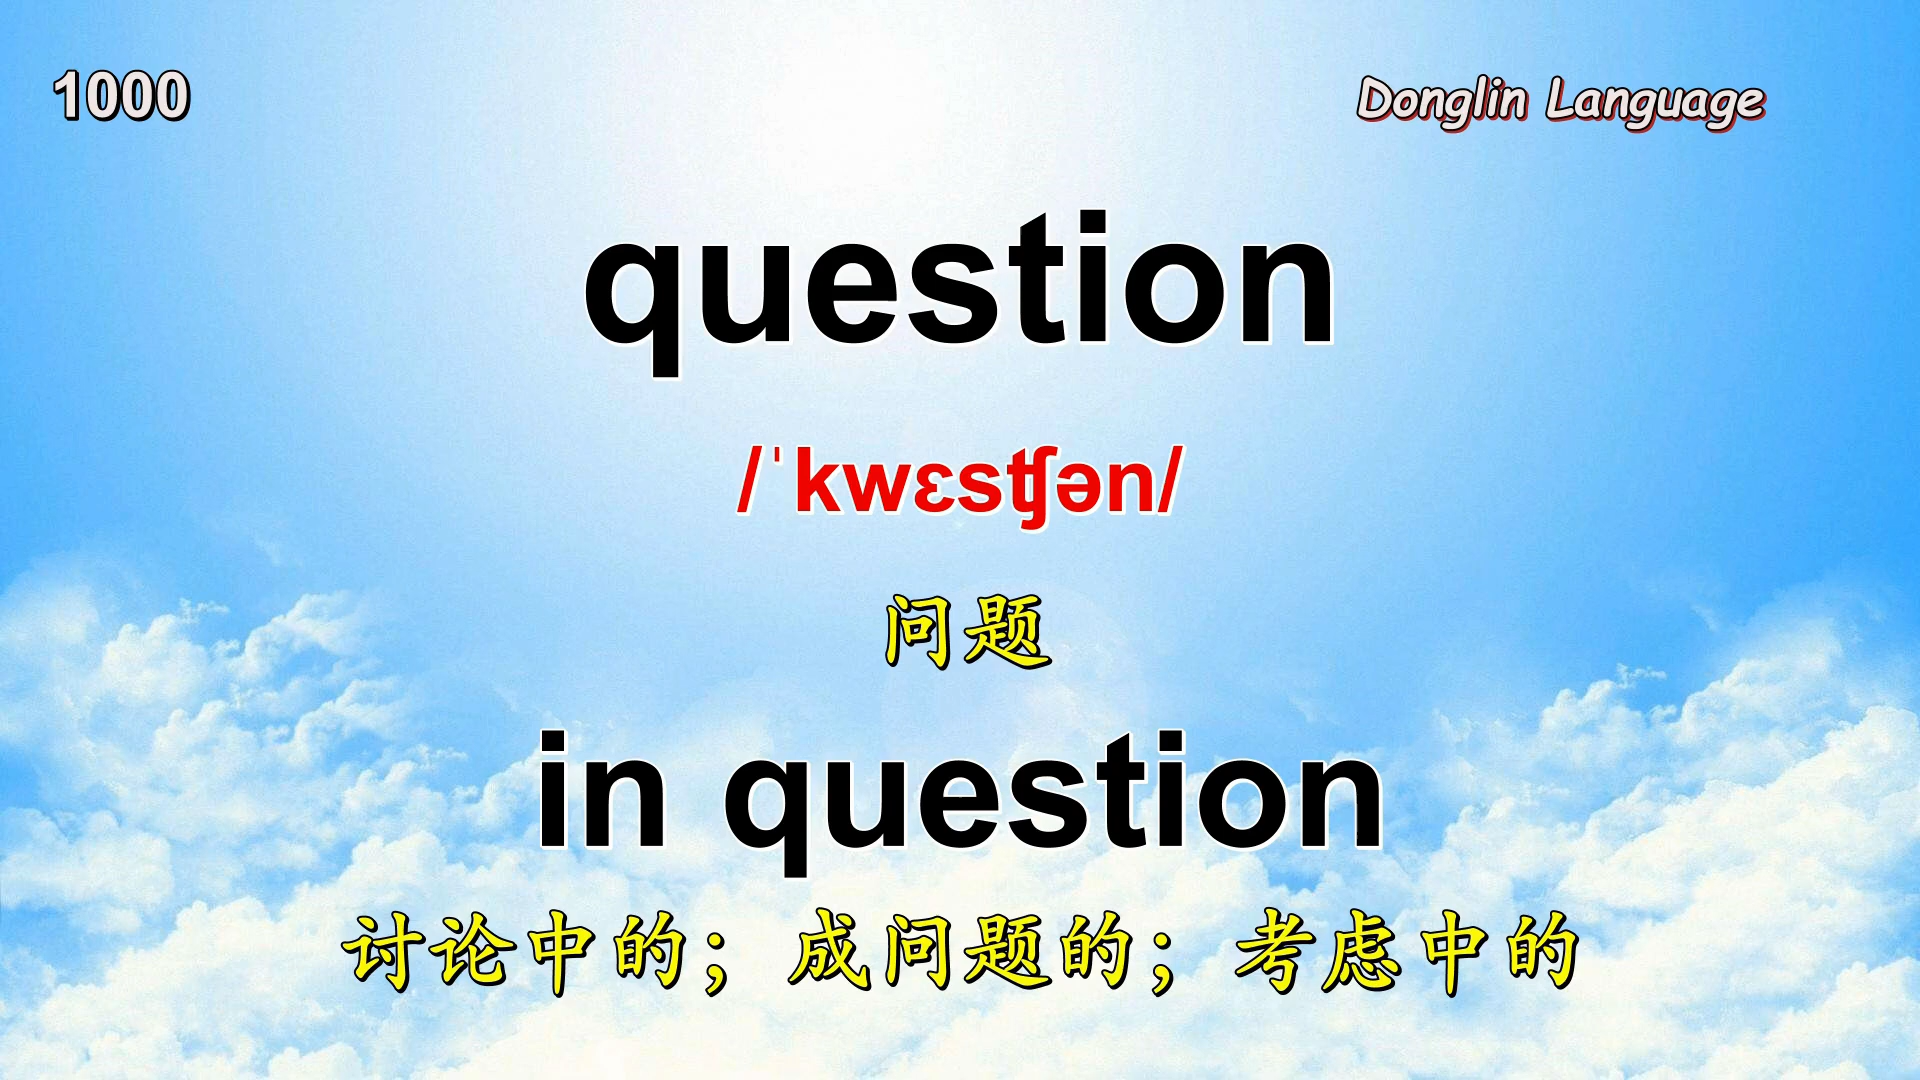 1000
Donglin Language
question
/ˈkwɛsʧən/
问题
in question
讨论中的；成问题的；考虑中的